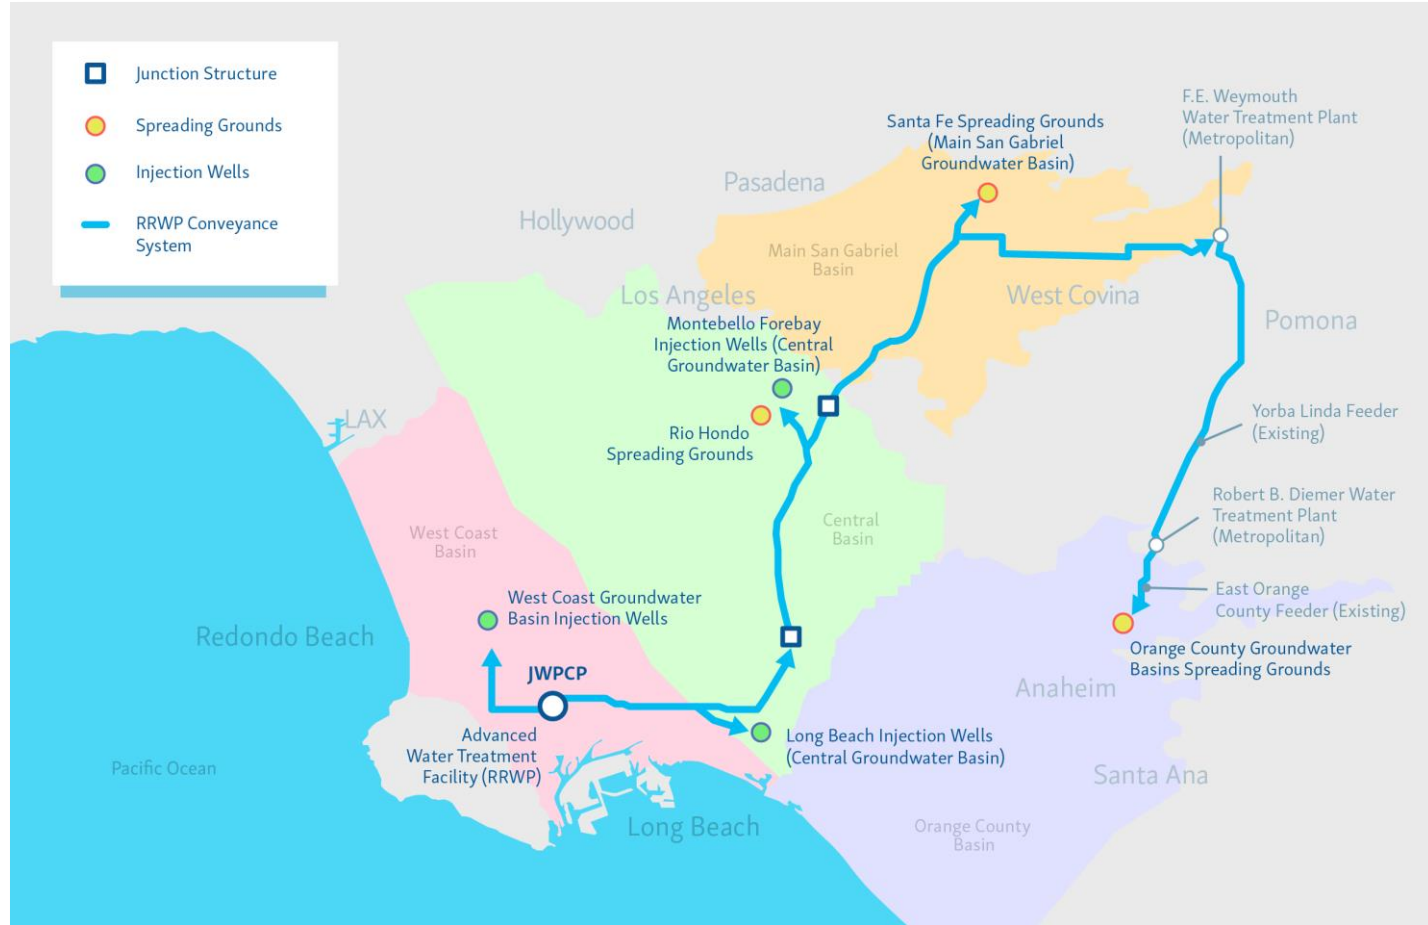 Junction Structure
Spreading Grounds
Injection Wells
RRWP Conveyance
System
F.E. Weymouth
Water Treatment Plant
(Metropolitan)
Santa Fe Spreading Grounds
(Main San Gabriel
Groundwater Basin)
Pasadena
Hollywood
Main San Gabriel
Basin
Los Angeles
West Covina
Pomona
Montebello Forebay
Injection Wells (Central
Groundwater Basin)
LAX
Rio Hondo
Spreading Grounds
Yorba Linda Feeder
(Existing)
Robert B. Diemer Water
Treatment Plant
(Metropolitan)
West Coast
Basin
Central
Basin
East Orange
County Feeder (Existing)
West Coast Groundwater
Basin Injection Wells
Redondo Beach
Orange County Groundwater
Basins Spreading Grounds
JWPCP
Anaheim
Advanced
Water Treatment
Facility (RRWP)
Long Beach Injection Wells
(Central Groundwater Basin)
Pacific Ocean
Santa Ana
Long Beach
Orange County
Basin